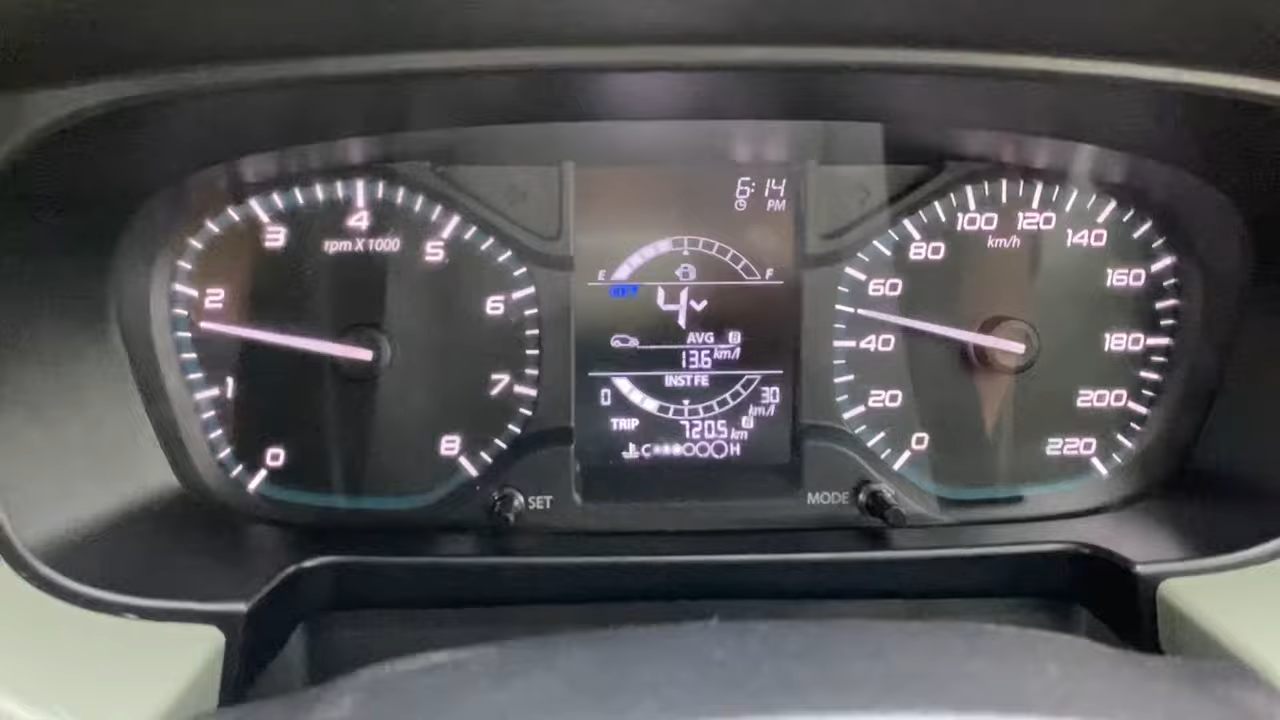 6:14
PM
0
1
2
3
4
5
6
7
8
rpm X 1000
E
F
4
AVG B
13.6 km/l
INST FE
0
30
km/l
TRIP B
720.5 km
C
H
SET
MODE
0
20
40
60
80
100
120
140
160
180
200
220
km/h